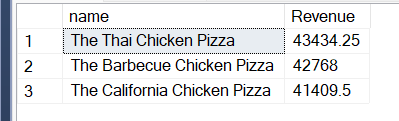 name Revenue
1 The Thai Chicken Pizza 43434.25
2 The Barbecue Chicken Pizza 42768
3 The California Chicken Pizza 41409.5